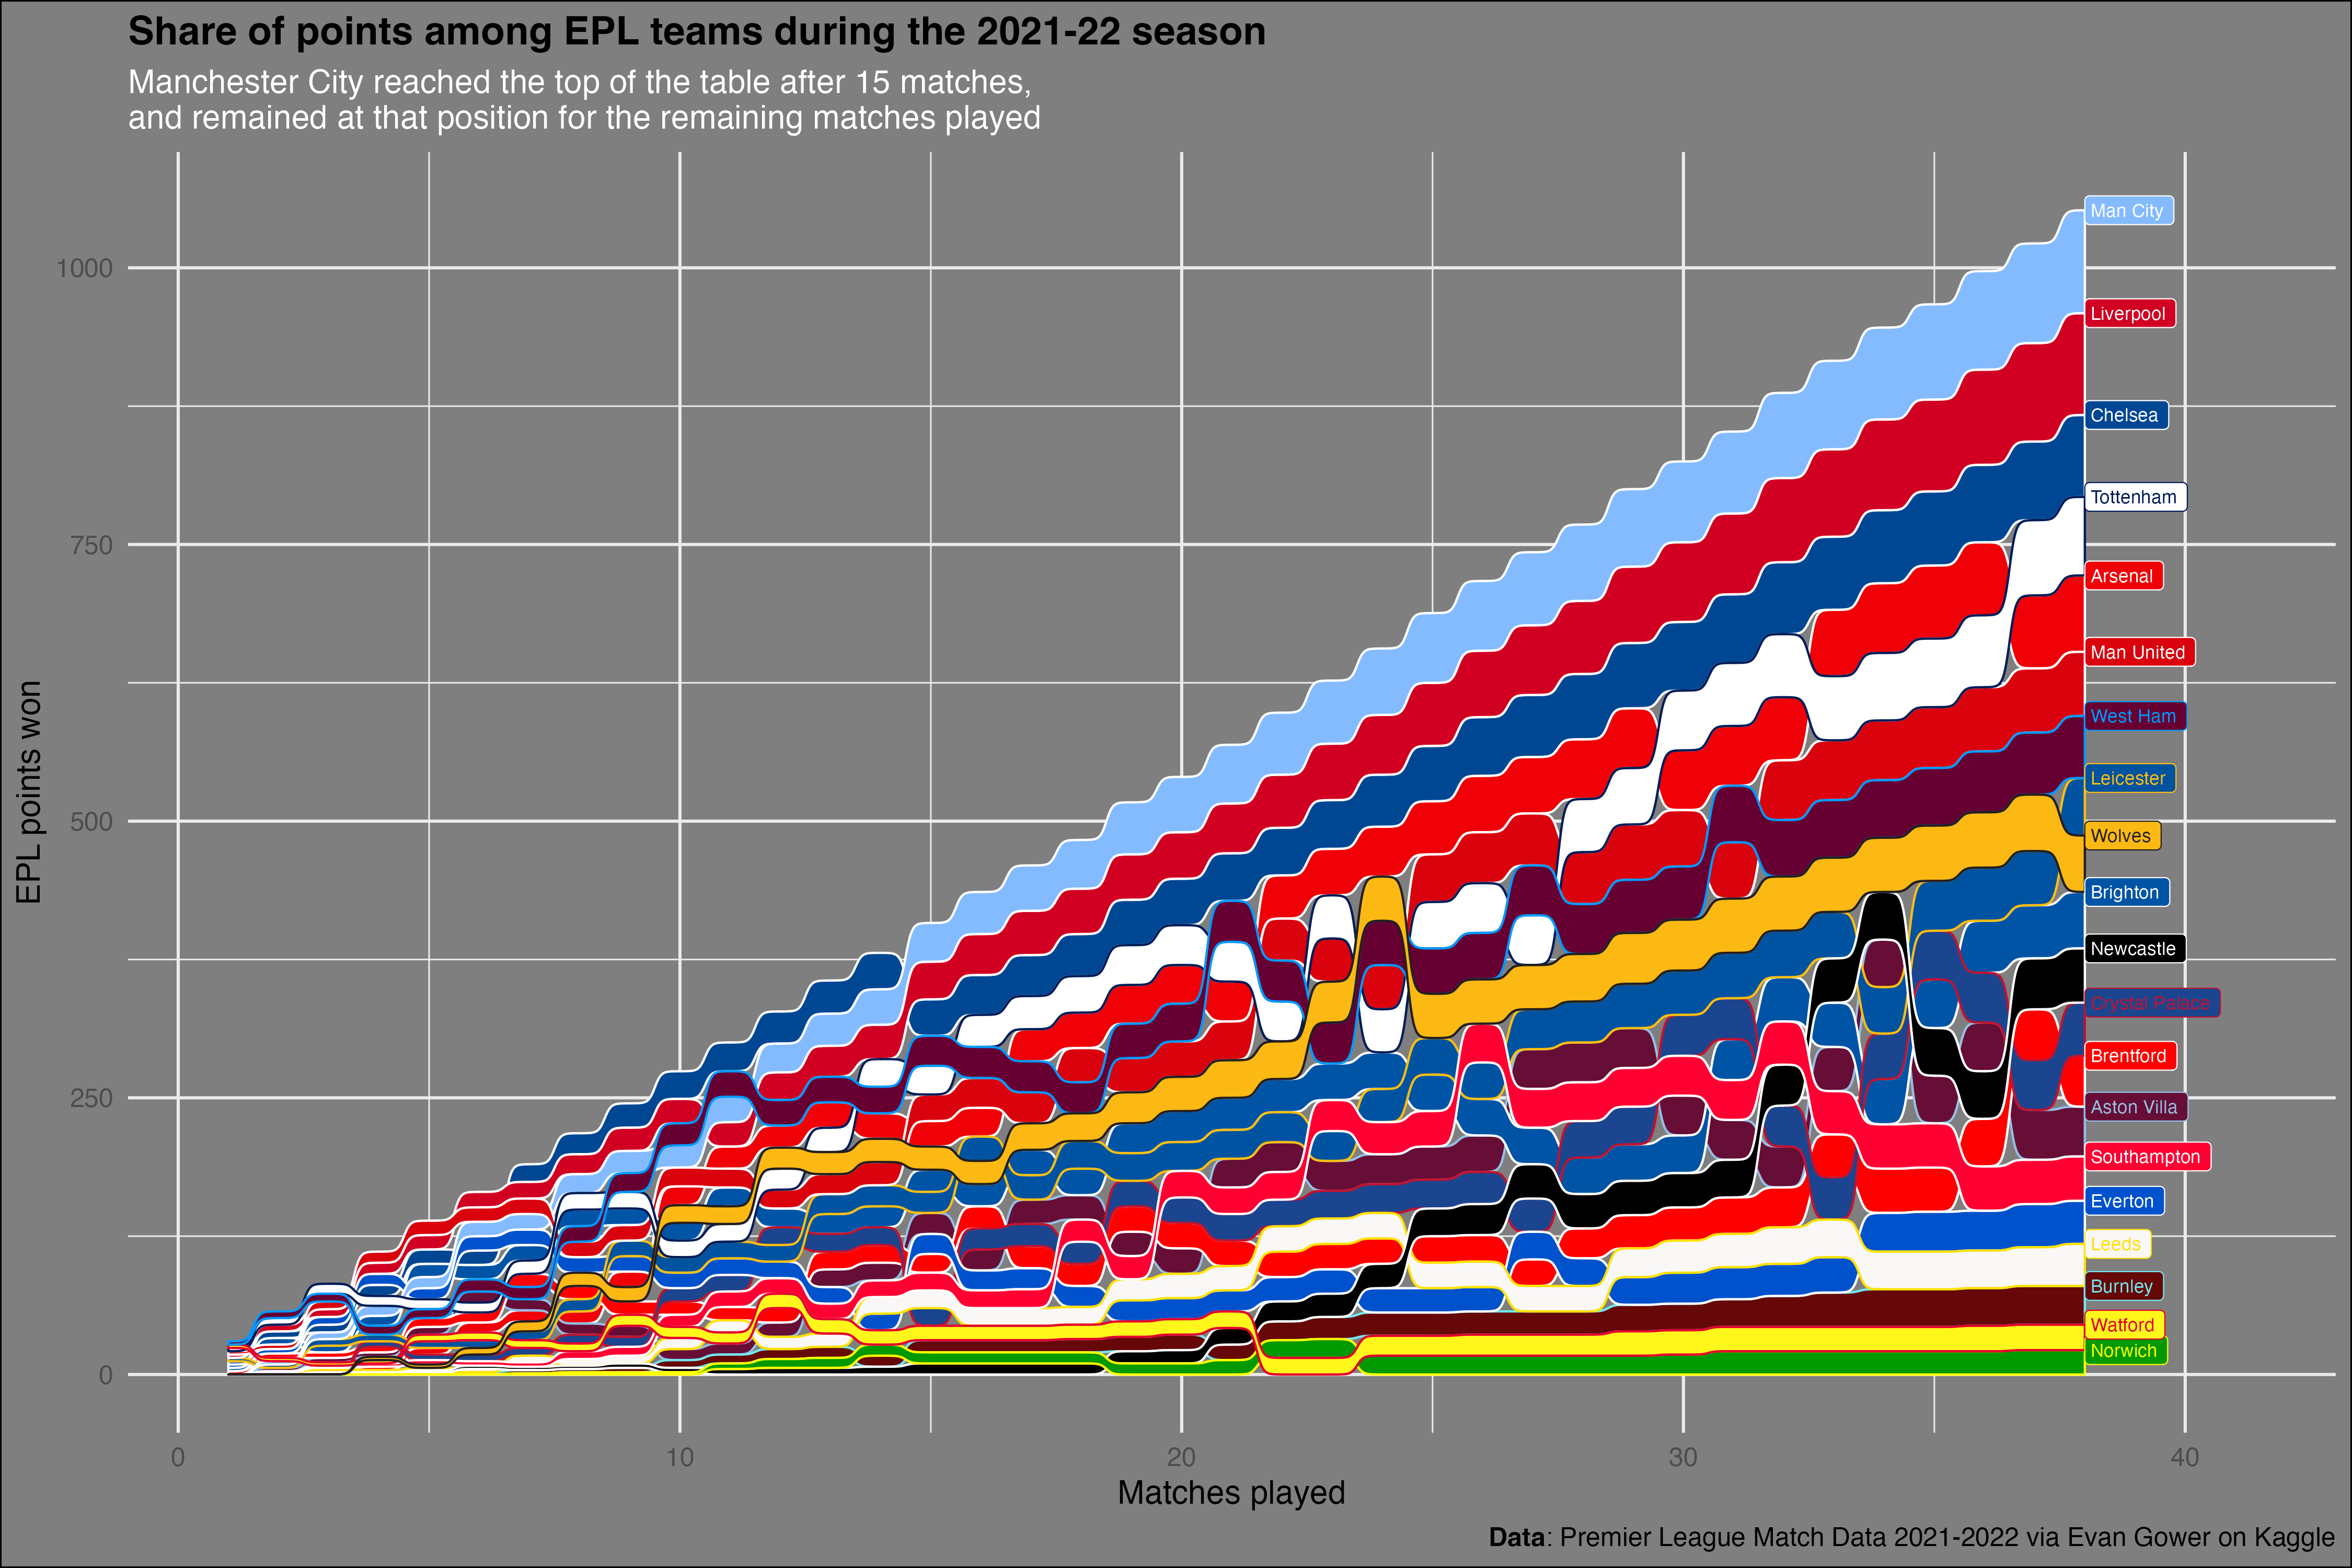 Share of points among EPL teams during the 2021-22 season
Manchester City reached the top of the table after 15 matches,
and remained at that position for the remaining matches played
EPL points won
1000
750
500
250
0
Man City
Liverpool
Chelsea
Tottenham
Arsenal
Man United
West Ham
Leicester
Wolves
Brighton
Newcastle
Crystal Palace
Brentford
Aston Villa
Southampton
Everton
Leeds
Burnley
Watford
Norwich
0 10 20 30 40
Matches played
Data: Premier League Match Data 2021-2022 via Evan Gower on Kaggle